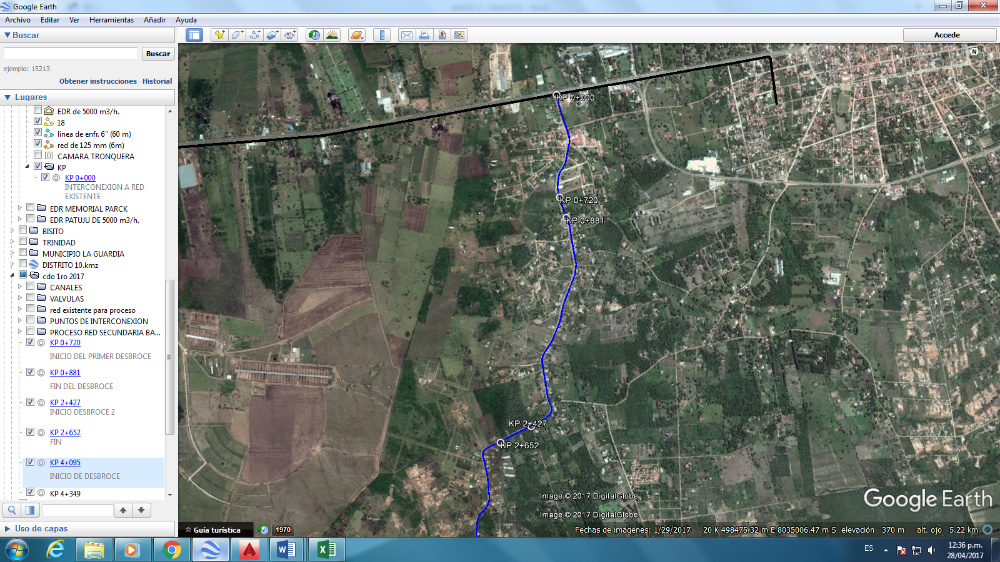 Google Earth
Archivo Editar Ver Herramientas Añadir Ayuda
Buscar
Buscar
ejemplo: 15213
Obtener instrucciones Historial
Lugares
EDR de 5000 m3/h.
18
linea de enfr. 6" (60 m)
red de 125 mm (6m)
CAMARA TRONQUERA
KP
KP 0+000
INTERCONEXION A RED
EXISTENTE
EDR MEMORIAL PARCK
EDR PATUJU DE 5000 m3/h.
BISITO
TRINIDAD
MUNICIPIO LA GUARDIA
DISTRITO 10.kmz
cdo 1ro 2017
CANALES
VALVULAS
red existente para proceso
PUNTOS DE INTERCONEXION
PROCESO RED SECUNDARIA BA...
KP 0+720
INICIO DEL PRIMER DESBROCE
KP 0+881
FIN DEL DESBROCE
KP 2+427
INICIO DESBROCE 2
KP 2+652
FIN
KP 4+095
INICIO DE DESBROCE
KP 4+349
Uso de capas
Accede
N
KP 0+000
KP 0+720
KP 0+881
KP 2+427
KP 2+652
Image © 2017 DigitalGlobe
Image © 2017 DigitalGlobe
Google Earth
Guía turística 1970
Fechas de imágenes: 1/29/2017 20 K 498475.32 m E 8035006.47 m S elevación 370 m alt. ojo 5.22 km
ES
12:36 p.m.
28/04/2017